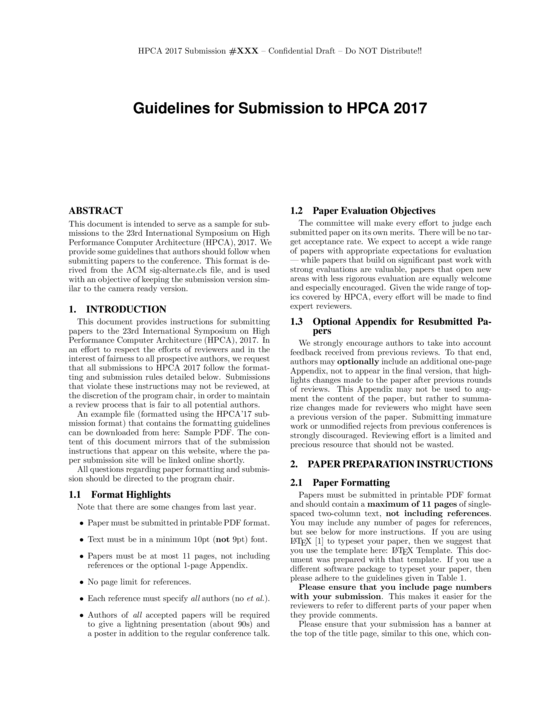 HPCA 2017 Submission #XXX – Confidential Draft – Do NOT Distribute!!
Guidelines for Submission to HPCA 2017
ABSTRACT
This document is intended to serve as a sample for sub-
missions to the 23rd International Symposium on High
Performance Computer Architecture (HPCA), 2017. We
provide some guidelines that authors should follow when
submitting papers to the conference. This format is de-
rived from the ACM sig-alternate.cls file, and is used
with an objective of keeping the submission version sim-
ilar to the camera ready version.
1. INTRODUCTION
This document provides instructions for submitting
papers to the 23rd International Symposium on High
Performance Computer Architecture (HPCA), 2017. In
an effort to respect the efforts of reviewers and in the
interest of fairness to all prospective authors, we request
that all submissions to HPCA 2017 follow the format-
ting and submission rules detailed below. Submissions
that violate these instructions may not be reviewed, at
the discretion of the program chair, in order to maintain
a review process that is fair to all potential authors.
An example file (formatted using the HPCA'17 sub-
mission format) that contains the formatting guidelines
can be downloaded from here: Sample PDF. The con-
tent of this document mirrors that of the submission
instructions that appear on this website, where the pa-
per submission site will be linked online shortly.
All questions regarding paper formatting and submis-
sion should be directed to the program chair.
1.1 Format Highlights
Note that there are some changes from last year.
• Paper must be submitted in printable PDF format.
• Text must be in a minimum 10pt (not 9pt) font.
• Papers must be at most 11 pages, not including
references or the optional 1-page Appendix.
• No page limit for references.
• Each reference must specify all authors (no et al.).
• Authors of all accepted papers will be required
to give a lightning presentation (about 90s) and
a poster in addition to the regular conference talk.
1.2 Paper Evaluation Objectives
The committee will make every effort to judge each
submitted paper on its own merits. There will be no tar-
get acceptance rate. We expect to accept a wide range
of papers with appropriate expectations for evaluation
— while papers that build on significant past work with
strong evaluations are valuable, papers that open new
areas with less rigorous evaluation are equally welcome
and especially encouraged. Given the wide range of top-
ics covered by HPCA, every effort will be made to find
expert reviewers.
1.3 Optional Appendix for Resubmitted Pa-
pers
We strongly encourage authors to take into account
feedback received from previous reviews. To that end,
authors may optionally include an additional one-page
Appendix, not to appear in the final version, that high-
lights changes made to the paper after previous rounds
of reviews. This Appendix may not be used to aug-
ment the content of the paper, but rather to summa-
rize changes made for reviewers who might have seen
a previous version of the paper. Submitting immature
work or unmodified rejects from previous conferences is
strongly discouraged. Reviewing effort is a limited and
precious resource that should not be wasted.
2. PAPER PREPARATION INSTRUCTIONS
2.1 Paper Formatting
Papers must be submitted in printable PDF format
and should contain a maximum of 11 pages of single-
spaced two-column text, not including references.
You may include any number of pages for references,
but see below for more instructions. If you are using
LATEX [1] to typeset your paper, then we suggest that
you use the template here: LATEX Template. This doc-
ument was prepared with that template. If you use a
different software package to typeset your paper, then
please adhere to the guidelines given in Table 1.
Please ensure that you include page numbers
with your submission. This makes it easier for the
reviewers to refer to different parts of your paper when
they provide comments.
Please ensure that your submission has a banner at
the top of the title page, similar to this one, which con-